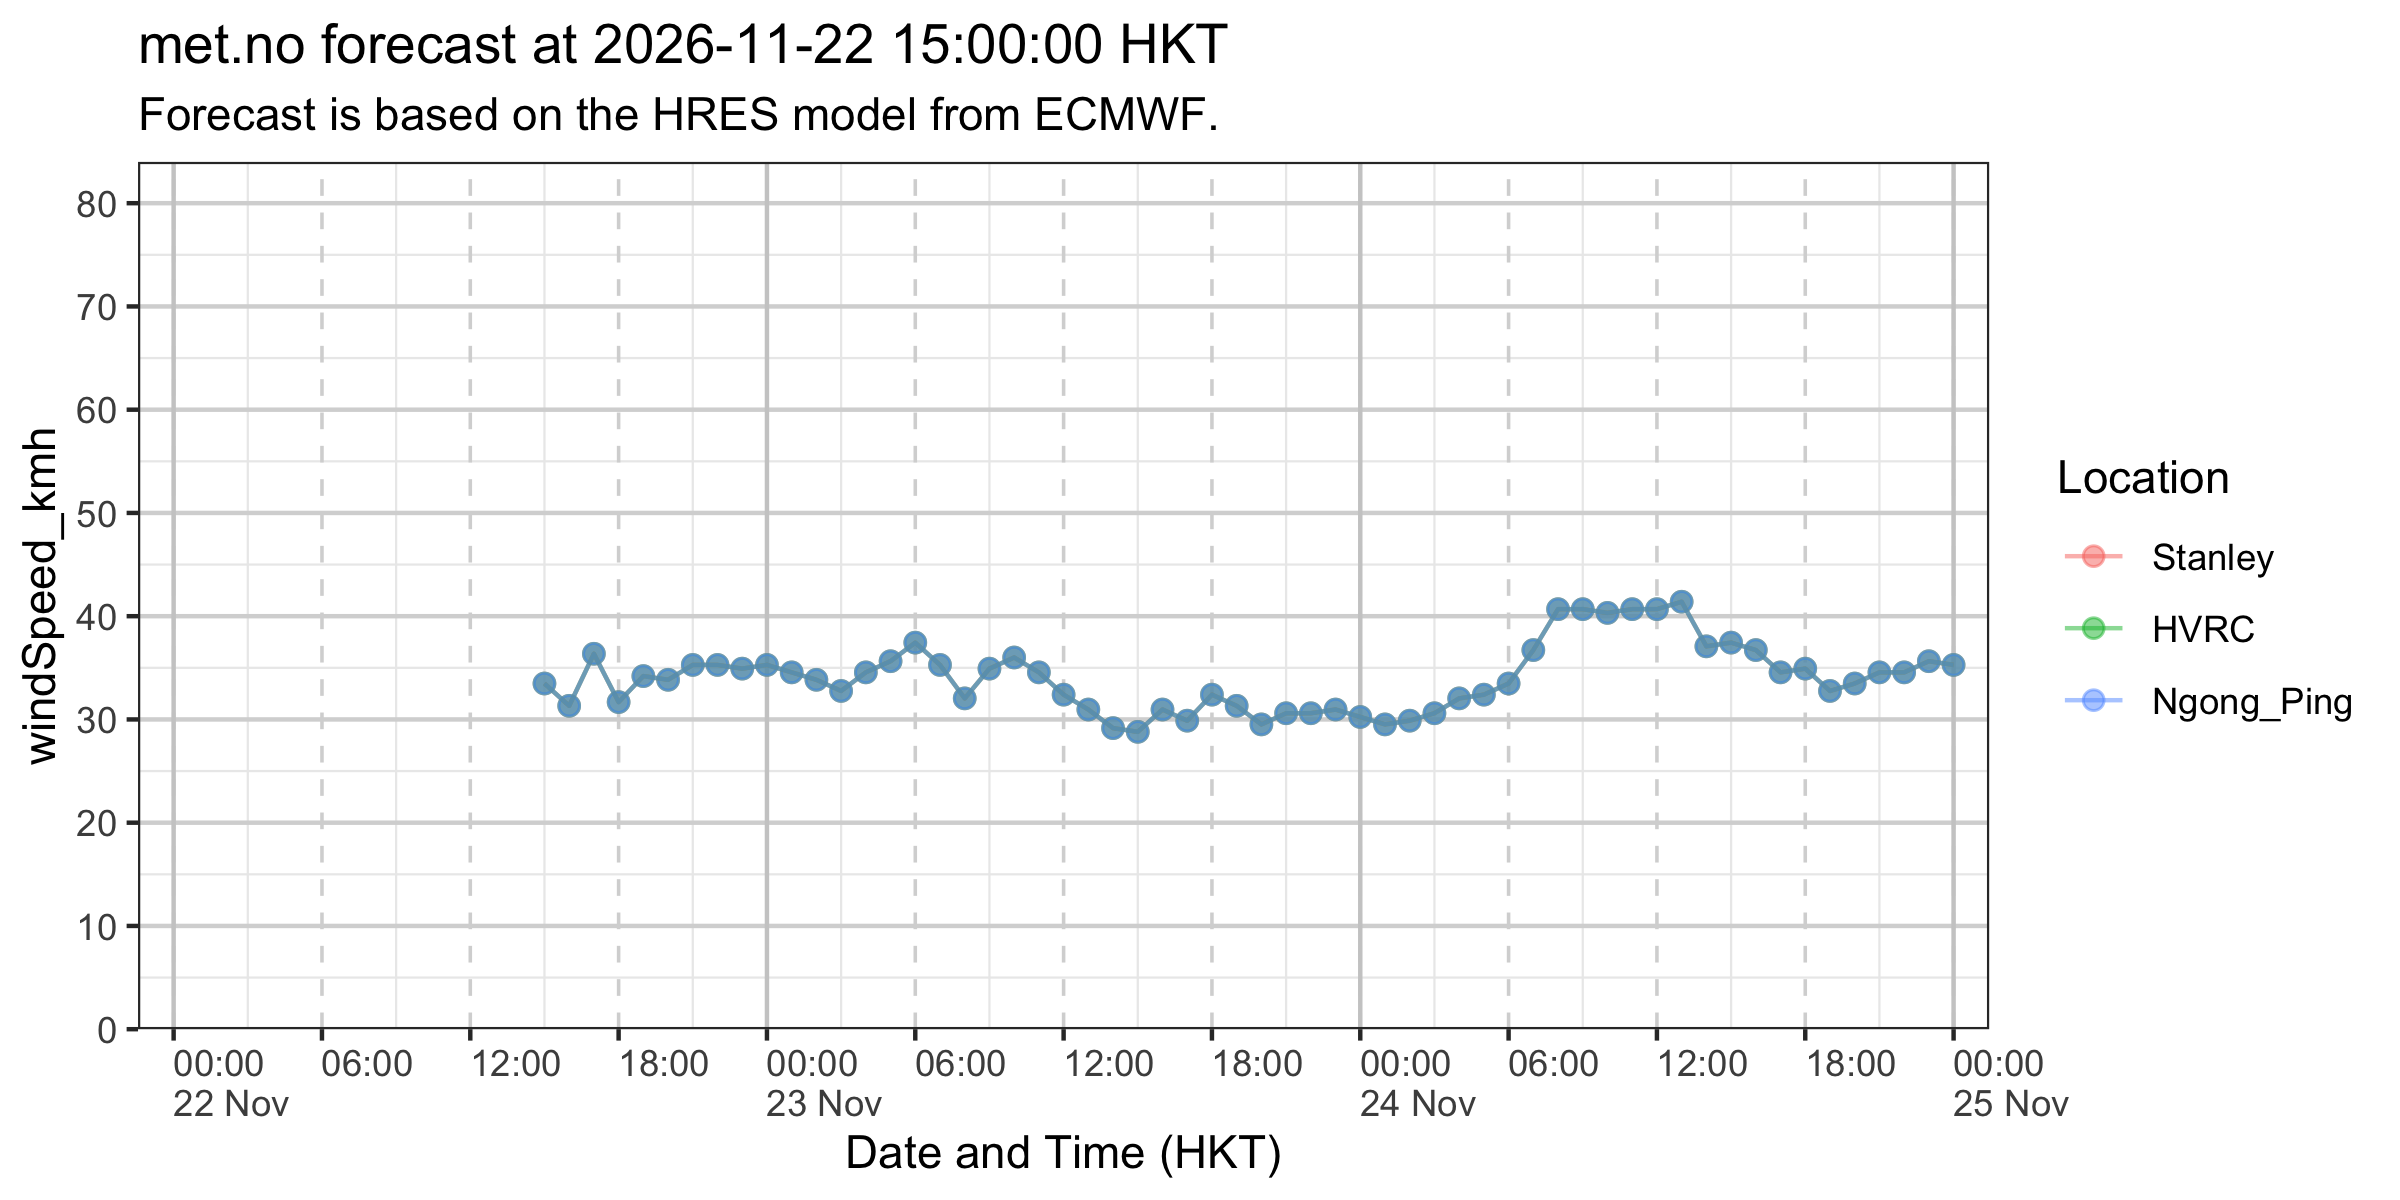 met.no forecast at 2026-11-22 15:00:00 HKT
Forecast is based on the HRES model from ECMWF.
windSpeed_kmh
80
70
60
50
40
30
20
10
0
00:00 06:00 12:00 18:00 00:00 06:00 12:00 18:00 00:00 06:00 12:00 18:00 00:00
22 Nov 23 Nov 24 Nov 25 Nov
Date and Time (HKT)
Location
Stanley
HVRC
Ngong_Ping